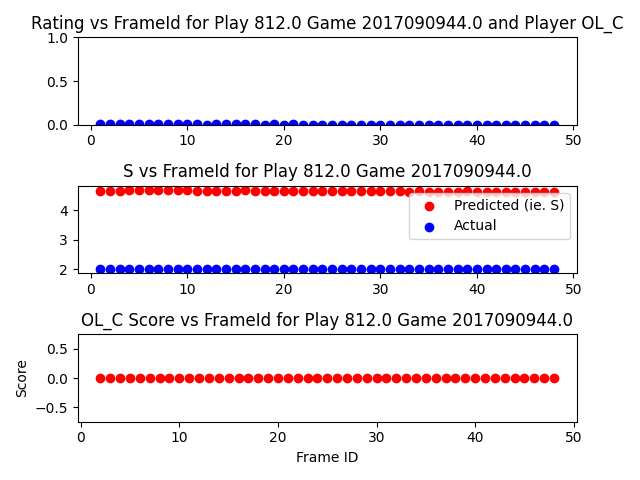 Rating vs FrameId for Play 812.0 Game 2017090944.0 and Player OL_C
1.0
0.5
0.0
0 10 20 30 40 50
S vs FrameId for Play 812.0 Game 2017090944.0
4
3
2
Predicted (ie. S)
Actual
0 10 20 30 40 50
OL_C Score vs FrameId for Play 812.0 Game 2017090944.0
Score
0.5
0.0
−0.5
0 10 20 30 40 50
Frame ID